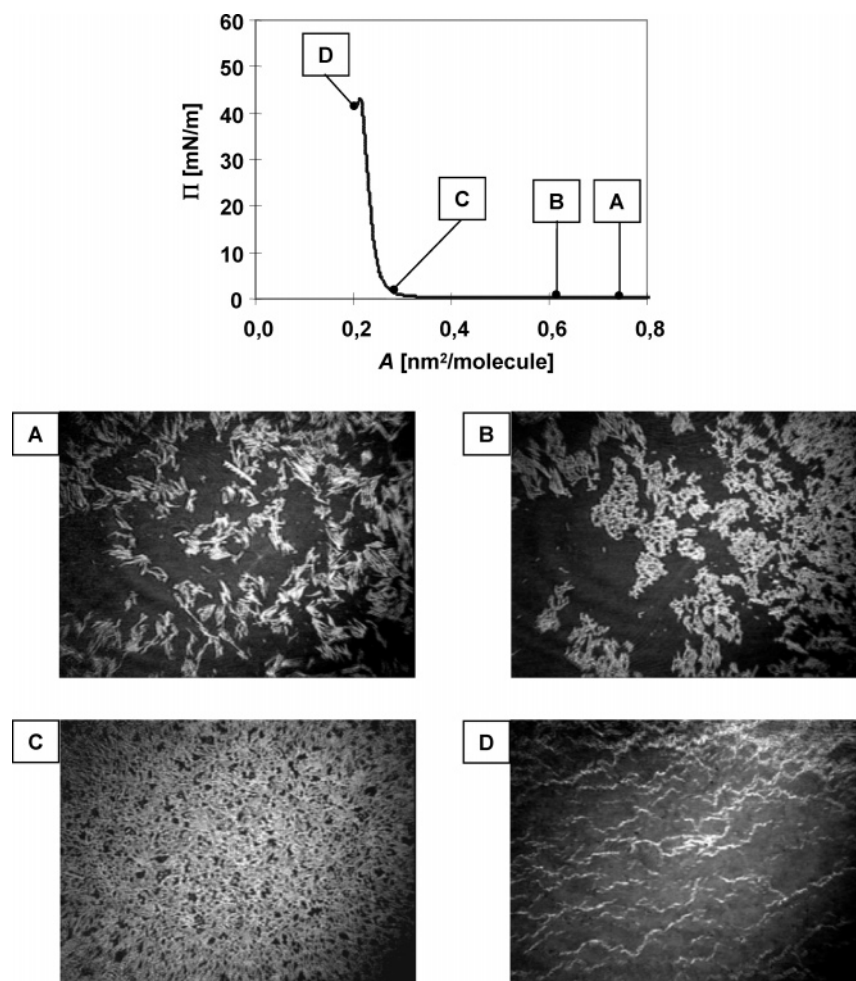 60
50
40
30
20
10
0
Π [mN/m]
D
C
B
A
0,0
0,2
0,4
0,6
0,8
A [nm²/molecule]
A
B
C
D